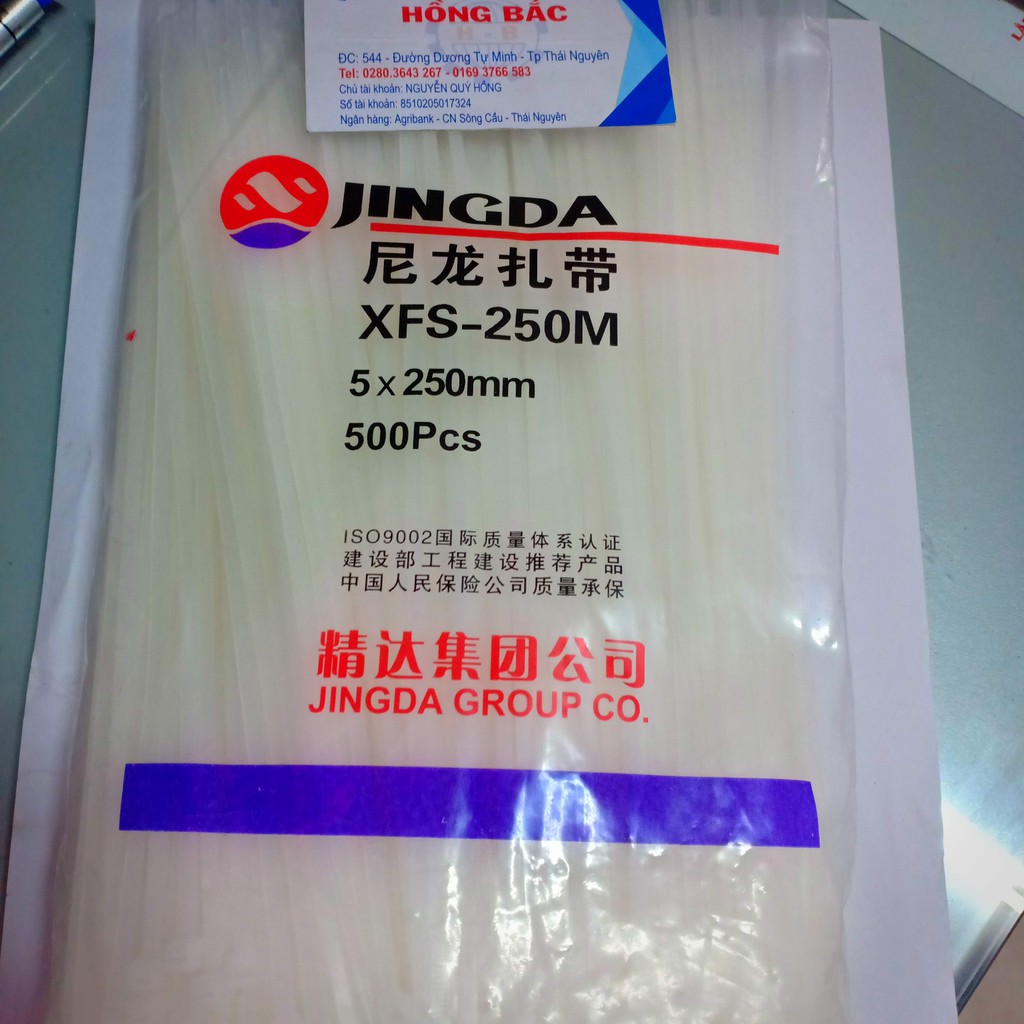 HỒNG BẮC
H - B
ĐC: 544 - Đường Dương Tự Minh - Tp Thái Nguyên
Tel: 0280.3643 267 - 0169 3766 583
Chủ tài khoản: NGUYỄN QUÝ HỒNG
Số tài khoản: 8510205017324
Ngân hàng: Agribank - CN Sông Cầu - Thái Nguyên
JINGDA
尼龙扎带
XFS-250M
5 x 250mm
500Pcs
ISO9002国际质量体系认证
建设部工程建设推荐产品
中国人民保险公司质量承保
精达集团公司
JINGDA GROUP CO.